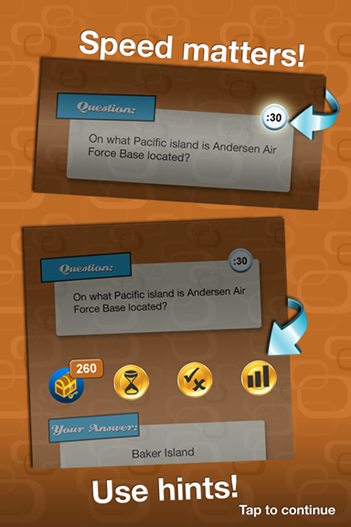 Speed matters!
Question:
:30
On what Pacific island is Andersen Air
Force Base located?
Question:
:30
On what Pacific island is Andersen Air
Force Base located?
260
Your Answer:
Baker Island
Use hints!
Tap to continue